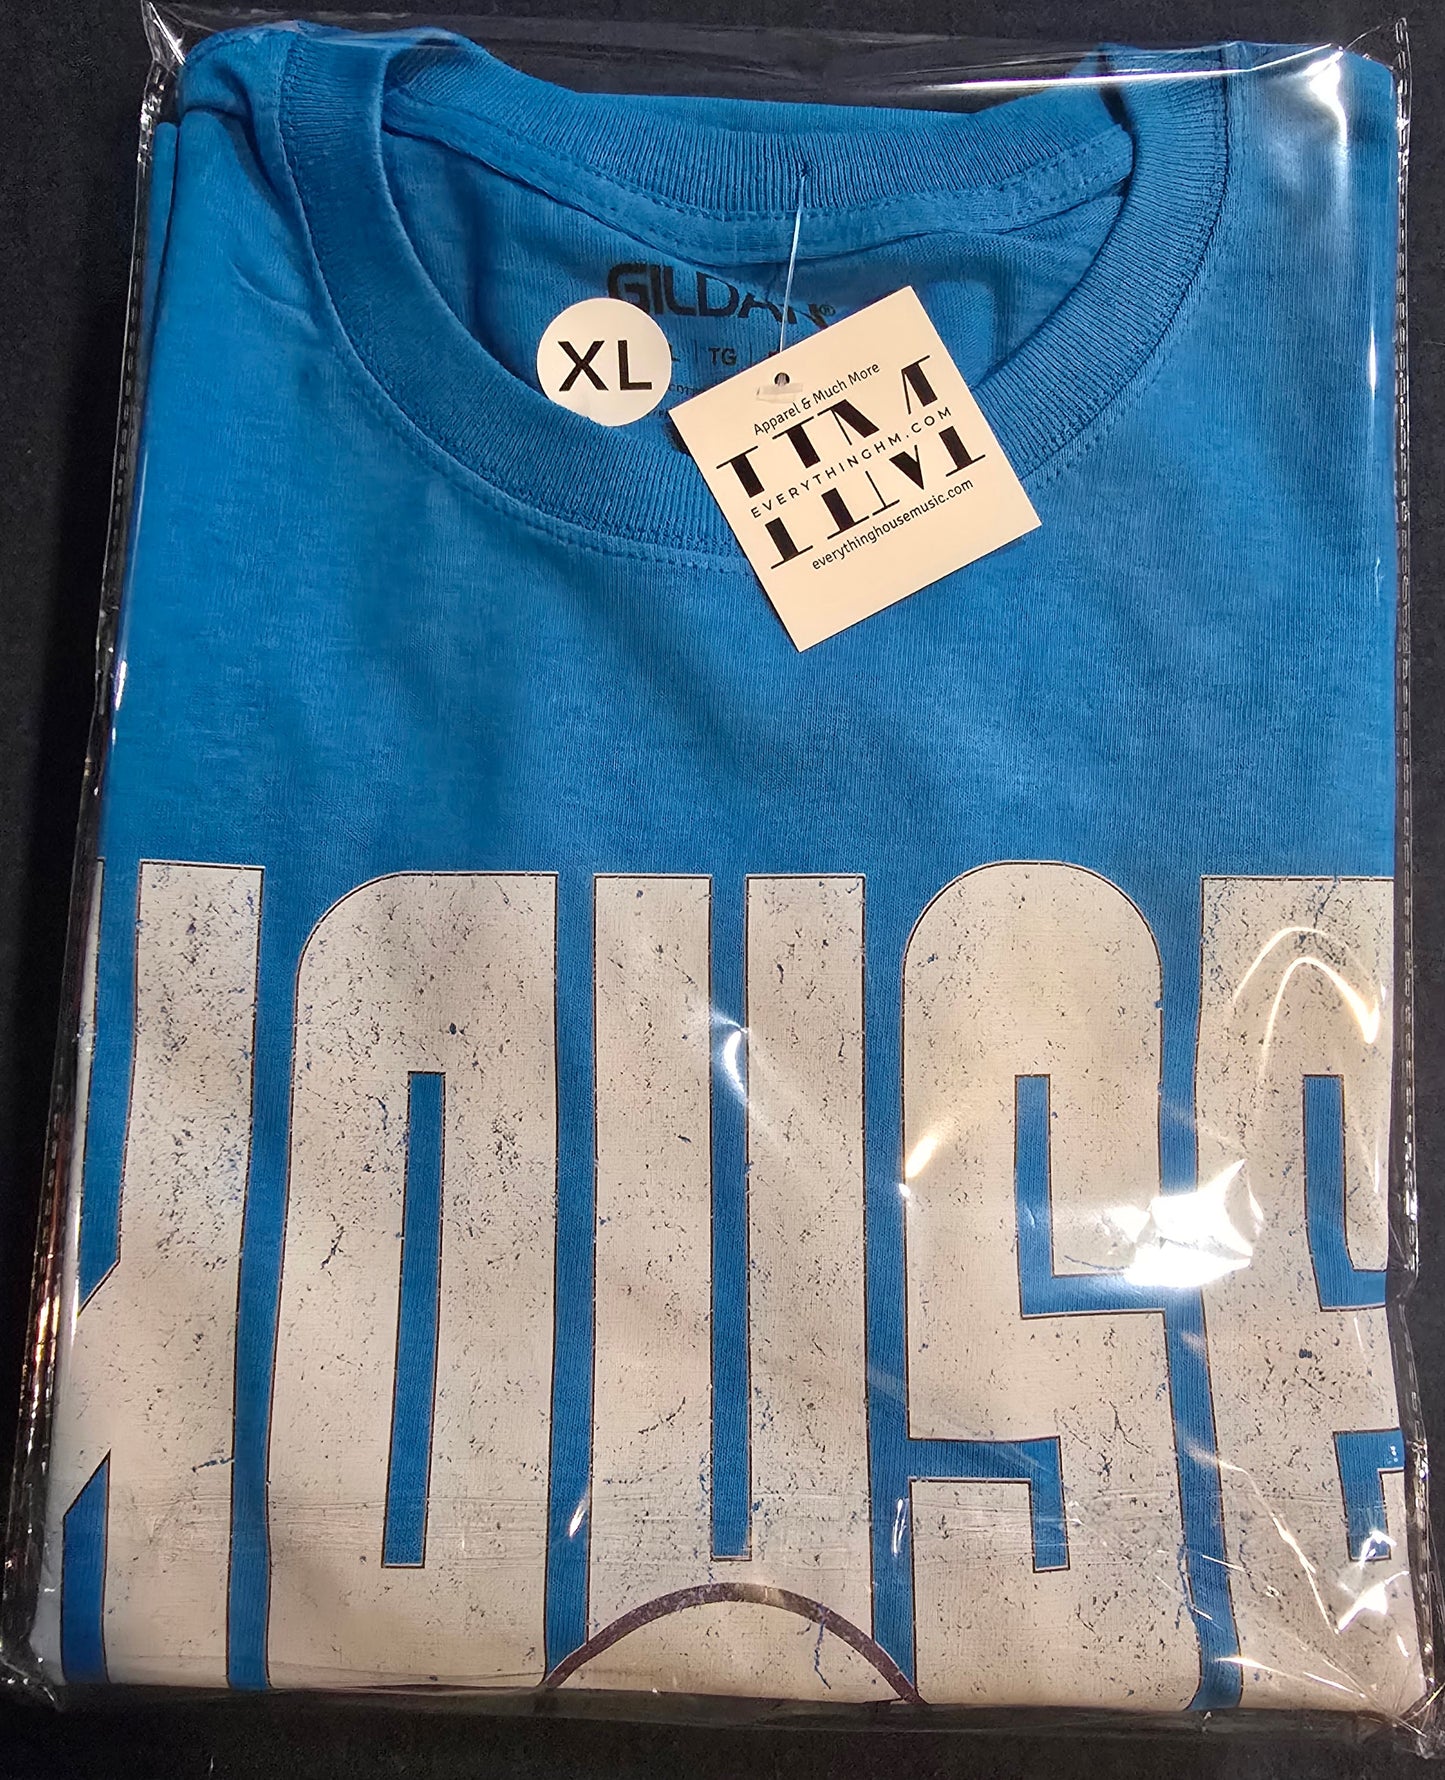 GILDAN®
XL
TG
Apparel & Much More
EVERYTHINGHM.COM
everythinghousemusic.com
HOUSE